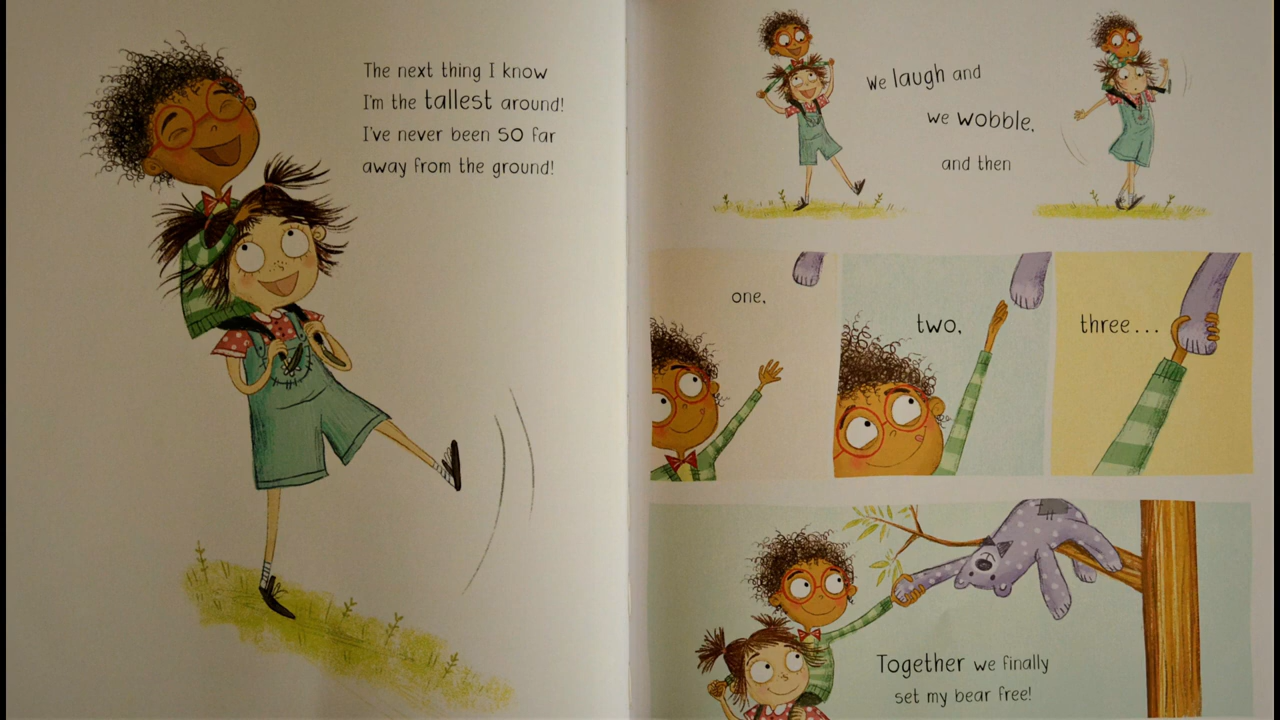 The next thing I know
I'm the tallest around!
I've never been so far
away from the ground!
We laugh and
we wobble,
and then
one,
two,
three...
Together we finally
set my bear free!